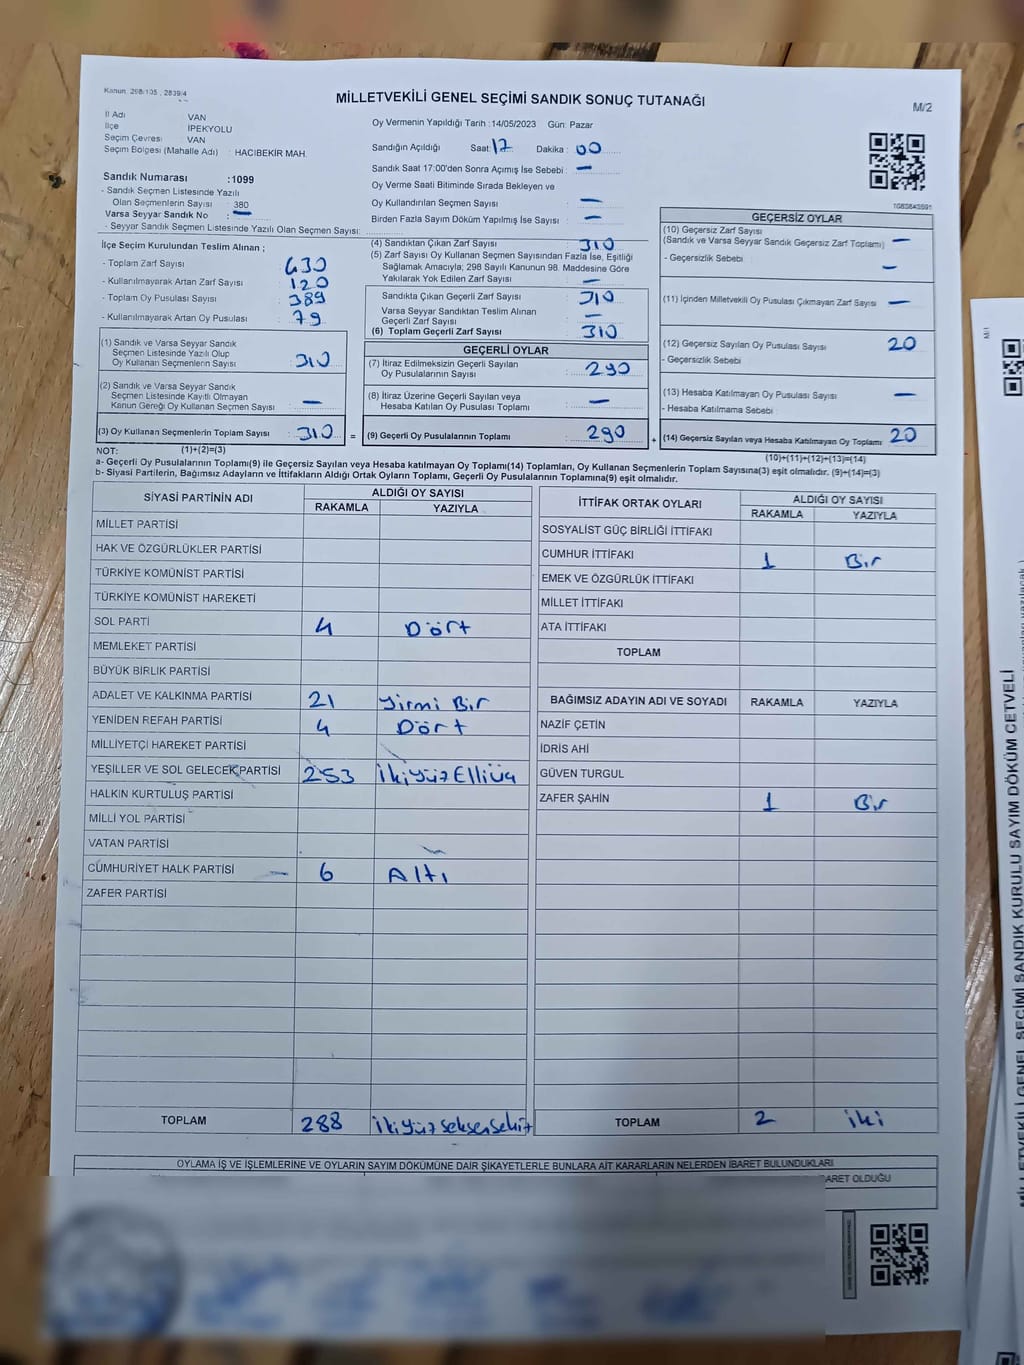 Kanun: 298/105 , 2839/4
MİLLETVEKİLİ GENEL SEÇİMİ SANDIK SONUÇ TUTANAĞI
M/2
İl Adı VAN
İlçe İPEKYOLU
Seçim Çevresi VAN
Seçim Bölgesi (Mahalle Adı) : HACIBEKİR MAH.
Sandık Numarası :1099
- Sandık Seçmen Listesinde Yazılı
Olan Seçmenlerin Sayısı : 380
Varsa Seyyar Sandık No : —
- Seyyar Sandık Seçmen Listesinde Yazılı Olan Seçmen Sayısı:
Oy Vermenin Yapıldığı Tarih :14/05/2023 Gün: Pazar
Sandığın Açıldığı Saat: 17 Dakika : 00
Sandık Saat 17:00'den Sonra Açımış İse Sebebi : —
Oy Verme Saati Bitiminde Sırada Bekleyen ve
Oy Kullandırılan Seçmen Sayısı : —
Birden Fazla Sayım Döküm Yapılmış İse Sayısı : —
1083843591
İlçe Seçim Kurulundan Teslim Alınan ;
- Toplam Zarf Sayısı : 430
- Kullanılmayarak Artan Zarf Sayısı : 120
- Toplam Oy Pusulası Sayısı : 389
- Kullanılmayarak Artan Oy Pusulası : 79
(1) Sandık ve Varsa Seyyar Sandık
Seçmen Listesinde Yazılı Olup
Oy Kullanan Seçmenlerin Sayısı : 310
(2) Sandık ve Varsa Seyyar Sandık
Seçmen Listesinde Kayıtlı Olmayan
Kanun Gereği Oy Kullanan Seçmen Sayısı : —
(3) Oy Kullanan Seçmenlerin Toplam Sayısı : 310 =
(1)+(2)=(3)
(4) Sandıktan Çıkan Zarf Sayısı : 310
(5) Zarf Sayısı Oy Kullanan Seçmen Sayısından Fazla İse, Eşitliği
Sağlamak Amacıyla; 298 Sayılı Kanunun 98. Maddesine Göre
Yakılarak Yok Edilen Zarf Sayısı : —
Sandıkta Çıkan Geçerli Zarf Sayısı : 310
Varsa Seyyar Sandıktan Teslim Alınan
Geçerli Zarf Sayısı : —
(6) Toplam Geçerli Zarf Sayısı : 310
GEÇERLİ OYLAR
(7) İtiraz Edilmeksizin Geçerli Sayılan
Oy Pusulalarının Sayısı : 290
(8) İtiraz Üzerine Geçerli Sayılan veya
Hesaba Katılan Oy Pusulası Toplamı : —
(9) Geçerli Oy Pusulalarının Toplamı : 290 +
GEÇERSİZ OYLAR
(10) Geçersiz Zarf Sayısı
(Sandık ve Varsa Seyyar Sandık Geçersiz Zarf Toplamı) : —
- Geçersizlik Sebebi : —
(11) İçinden Milletvekili Oy Pusulası Çıkmayan Zarf Sayısı : —
(12) Geçersiz Sayılan Oy Pusulası Sayısı : 20
- Geçersizlik Sebebi :
(13) Hesaba Katılmayan Oy Pusulası Sayısı : —
- Hesaba Katılmama Sebebi :
(14) Geçersiz Sayılan veya Hesaba Katılmayan Oy Toplamı : 20
(10)+(11)+(12)+(13)=(14)
NOT:
a- Geçerli Oy Pusulalarının Toplamı(9) ile Geçersiz Sayılan veya Hesaba katılmayan Oy Toplamı(14) Toplamları, Oy Kullanan Seçmenlerin Toplam Sayısına(3) eşit olmalıdır. (9)+(14)=(3)
b- Siyasi Partilerin, Bağımsız Adayların ve İttifakların Aldığı Ortak Oyların Toplamı, Geçerli Oy Pusulalarının Toplamına(9) eşit olmalıdır.
SİYASİ PARTİNİN ADI
ALDIĞI OY SAYISI
RAKAMLA YAZIYLA
MİLLET PARTİSİ
HAK VE ÖZGÜRLÜKLER PARTİSİ
TÜRKİYE KOMÜNİST PARTİSİ
TÜRKİYE KOMÜNİST HAREKETİ
SOL PARTİ 4 Dört
MEMLEKET PARTİSİ
BÜYÜK BİRLİK PARTİSİ
ADALET VE KALKINMA PARTİSİ 21 Yirmi Bir
YENİDEN REFAH PARTİSİ 4 Dört
MİLLİYETÇİ HAREKET PARTİSİ
YEŞİLLER VE SOL GELECEK PARTİSİ 253 İkiyüz Elliüç
HALKIN KURTULUŞ PARTİSİ
MİLLİ YOL PARTİSİ
VATAN PARTİSİ
CUMHURİYET HALK PARTİSİ 6 Altı
ZAFER PARTİSİ
TOPLAM 288 İkiyüz Seksen Sekiz
İTTİFAK ORTAK OYLARI
ALDIĞI OY SAYISI
RAKAMLA YAZIYLA
SOSYALİST GÜÇ BİRLİĞİ İTTİFAKI
CUMHUR İTTİFAKI 1 Bir
EMEK VE ÖZGÜRLÜK İTTİFAKI
MİLLET İTTİFAKI
ATA İTTİFAKI
TOPLAM
BAĞIMSIZ ADAYIN ADI VE SOYADI RAKAMLA YAZIYLA
NAZİF ÇETİN
İDRİS AHİ
GÜVEN TURGUL
ZAFER ŞAHİN 1 Bir
TOPLAM 2 iki
OYLAMA İŞ VE İŞLEMLERİNE VE OYLARIN SAYIM DÖKÜMÜNE DAİR ŞİKAYETLERLE BUNLARA AİT KARARLARIN NELERDEN İBARET BULUNDUKLARI
BARET OLDUĞU
M/1
MİLLETVEKİLİ GENEL SEÇİMİ SANDIK KURULU SAYIM DÖKÜM CETVELİ